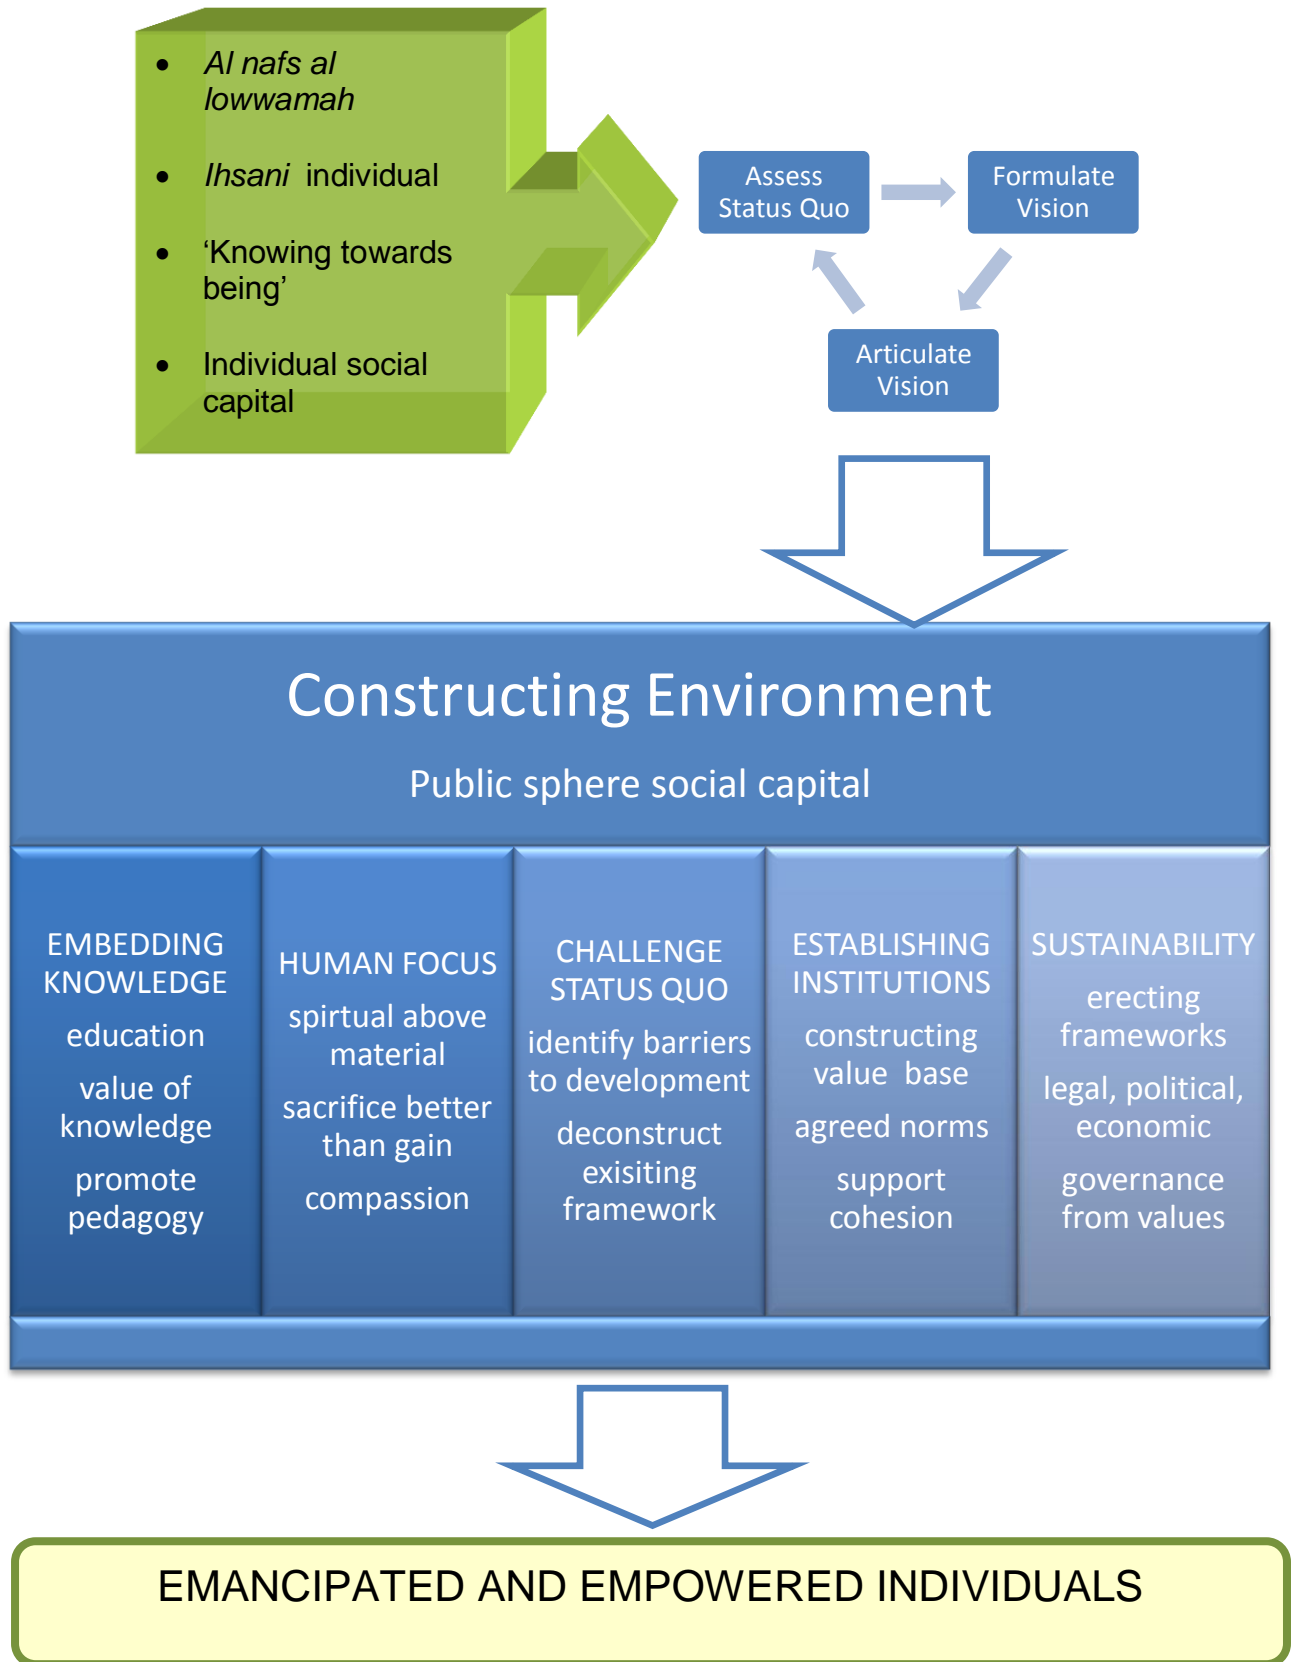 • Al nafs al
lowwamah
• Ihsani individual
• ‘Knowing towards
being’
• Individual social
capital
Assess
Status Quo
Formulate
Vision
Articulate
Vision
Constructing Environment
Public sphere social capital
EMBEDDING
KNOWLEDGE
education
value of
knowledge
promote
pedagogy
HUMAN FOCUS
spirtual above
material
sacrifice better
than gain
compassion
CHALLENGE
STATUS QUO
identify barriers
to development
deconstruct
exisiting
framework
ESTABLISHING
INSTITUTIONS
constructing
value base
agreed norms
support
cohesion
SUSTAINABILITY
erecting
frameworks
legal, political,
economic
governance
from values
EMANCIPATED AND EMPOWERED INDIVIDUALS